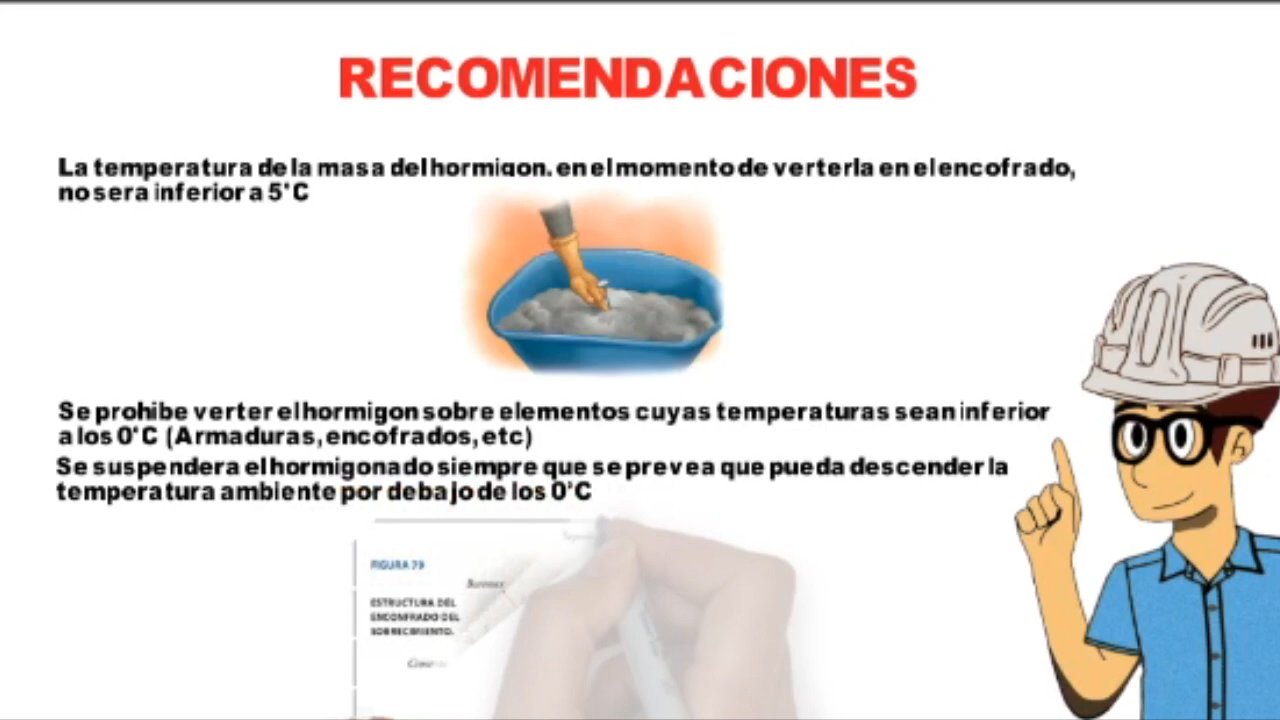 RECOMENDACIONES
La temperatura de la masa del hormigon, en el momento de verterla en el encofrado,
no sera inferior a 5°C
Se prohibe verter el hormigon sobre elementos cuyas temperaturas sean inferior
a los 0°C (Armaduras, encofrados, etc)
Se suspendera el hormigonado siempre que se prevea que pueda descender la
temperatura ambiente por debajo de los 0°C
FIGURA 79
Barrotes
ESTRUCTURA DEL
ENCONFRADO DEL
SOBRECIMIENTO.